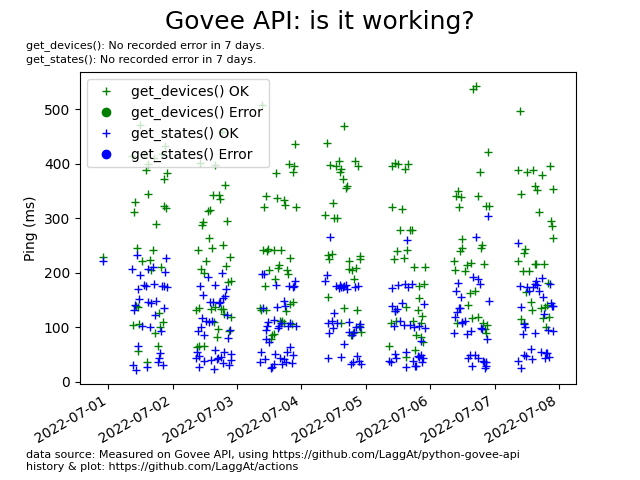 Govee API: is it working?
get_devices(): No recorded error in 7 days.
get_states(): No recorded error in 7 days.
get_devices() OK
get_devices() Error
get_states() OK
get_states() Error
Ping (ms)
500
400
300
200
100
0
2022-07-01
2022-07-02
2022-07-03
2022-07-04
2022-07-05
2022-07-06
2022-07-07
2022-07-08
data source: Measured on Govee API, using https://github.com/LaggAt/python-govee-api
history & plot: https://github.com/LaggAt/actions